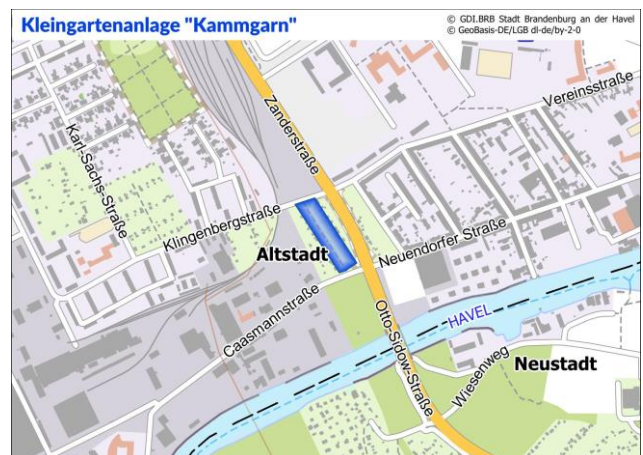 Kleingartenanlage "Kammgarn"
© GDI.BRB Stadt Brandenburg an der Havel
© GeoBasis-DE/LGB dl-de/by-2-0
Zanderstraße
Vereinsstraße
Karl-Sachs-Straße
Klingenbergstraße
Altstadt
Neuendorfer Straße
Caasmannstraße
Otto-Sidow-Straße
HAVEL
Wiesenweg
Neustadt